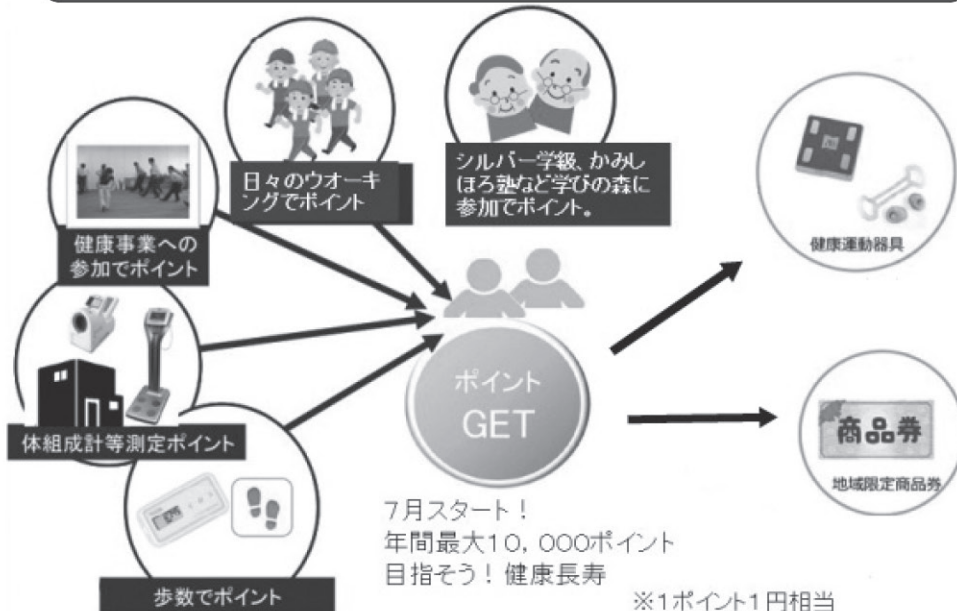 日々のウオーキ
ングでポイント
シルバー学級、かみし
ほろ塾など学びの森に
参加でポイント。
健康事業への
参加でポイント
体組成計等測定ポイント
歩数でポイント
ポイント
GET
健康運動器具
商品券
地域限定商品券
7月スタート!
年間最大10,000ポイント
目指そう!健康長寿
※1ポイント1円相当